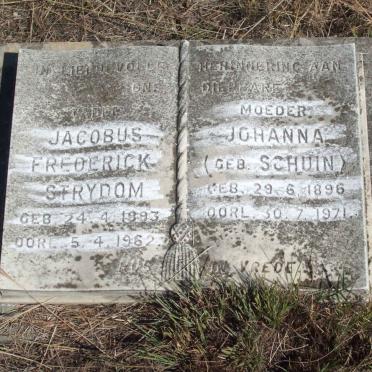 IN LIEFDEVOLLE HERINNERING AAN
ONS DIERBARE
VADER
JACOBUS
FREDERICK
STRYDOM
GEB. 24.4.1893
OORL. 5.4.1962
MOEDER
JOHANNA
(GEB. SCHUIN)
GEB. 29.6.1896
OORL. 30.7.1971
RUS IN VREDE